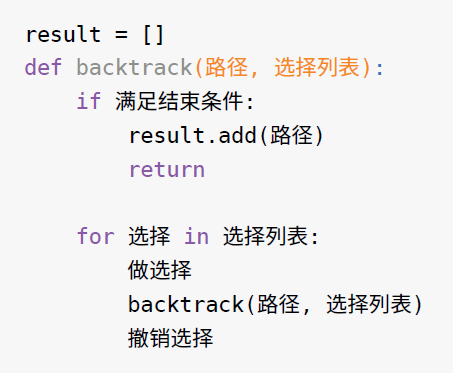 result = []
def backtrack(路径, 选择列表):
    if 满足结束条件:
        result.add(路径)
        return

    for 选择 in 选择列表:
        做选择
        backtrack(路径, 选择列表)
        撤销选择